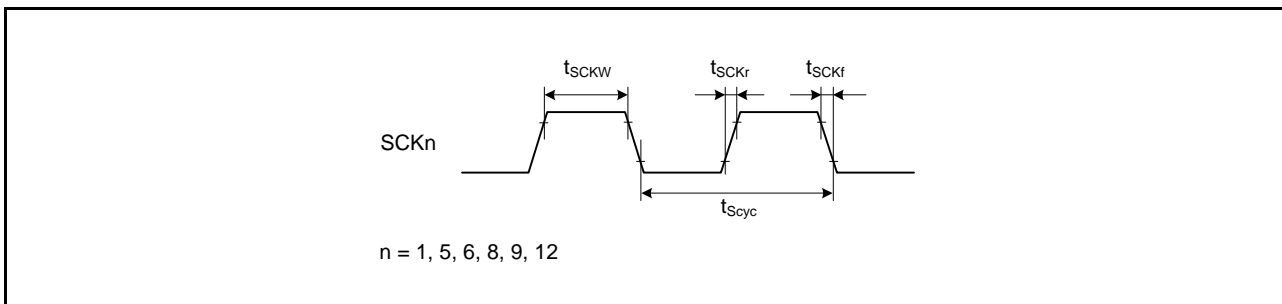 tSCKW tSCKr tSCKf
SCKn
tScyc
n = 1, 5, 6, 8, 9, 12